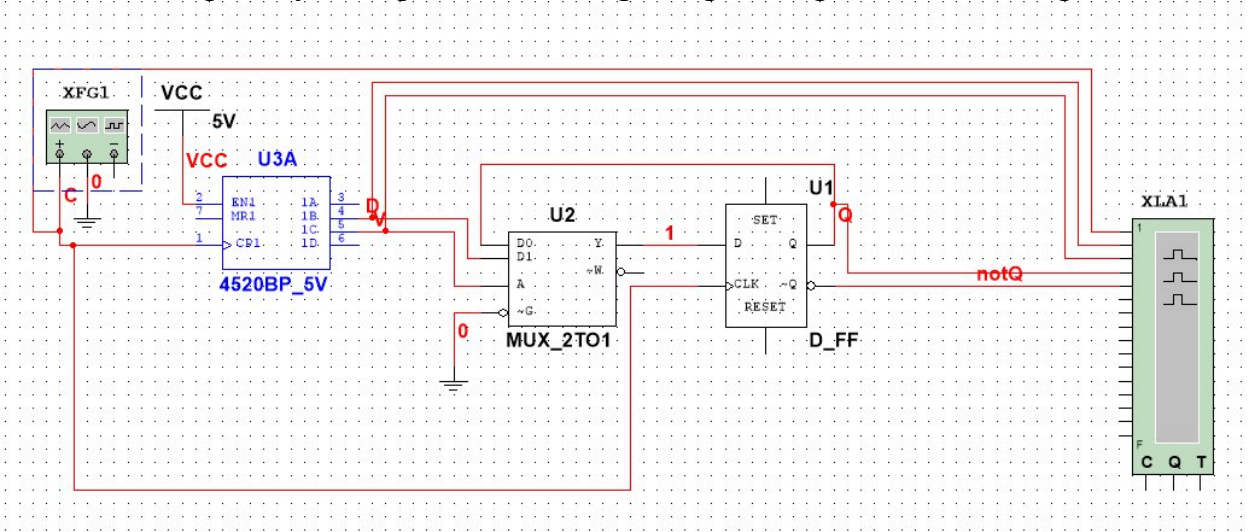 XFG1
VCC
5V
VCC
U3A
C
0
2 EN1 1A 3
7 MR1 1B 4
1C 5
1 CP1 1D 6
4520BP_5V
D
V
U2
D0 Y
D1
~W
A
~G
0
MUX_2TO1
1
U1
Q
SET
D Q
CLK ~Q
RESET
D_FF
notQ
XLA1
1
F
C Q T